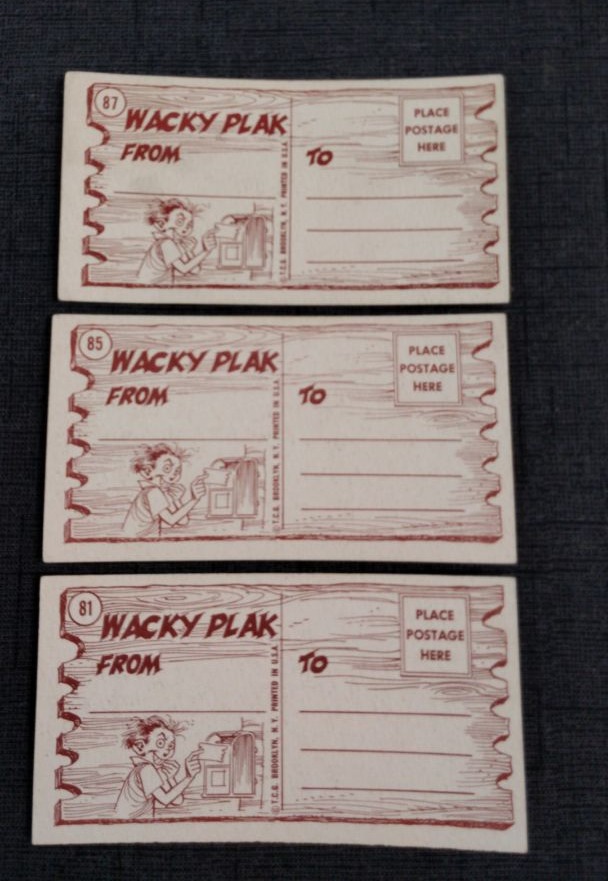 87
WACKY PLAK
FROM
© T.C.G. BROOKLYN, N.Y. PRINTED IN U.S.A.
TO
PLACE
POSTAGE
HERE
85
WACKY PLAK
FROM
© T.C.G. BROOKLYN, N.Y. PRINTED IN U.S.A.
TO
PLACE
POSTAGE
HERE
81
WACKY PLAK
FROM
© T.C.G. BROOKLYN, N.Y. PRINTED IN U.S.A.
TO
PLACE
POSTAGE
HERE